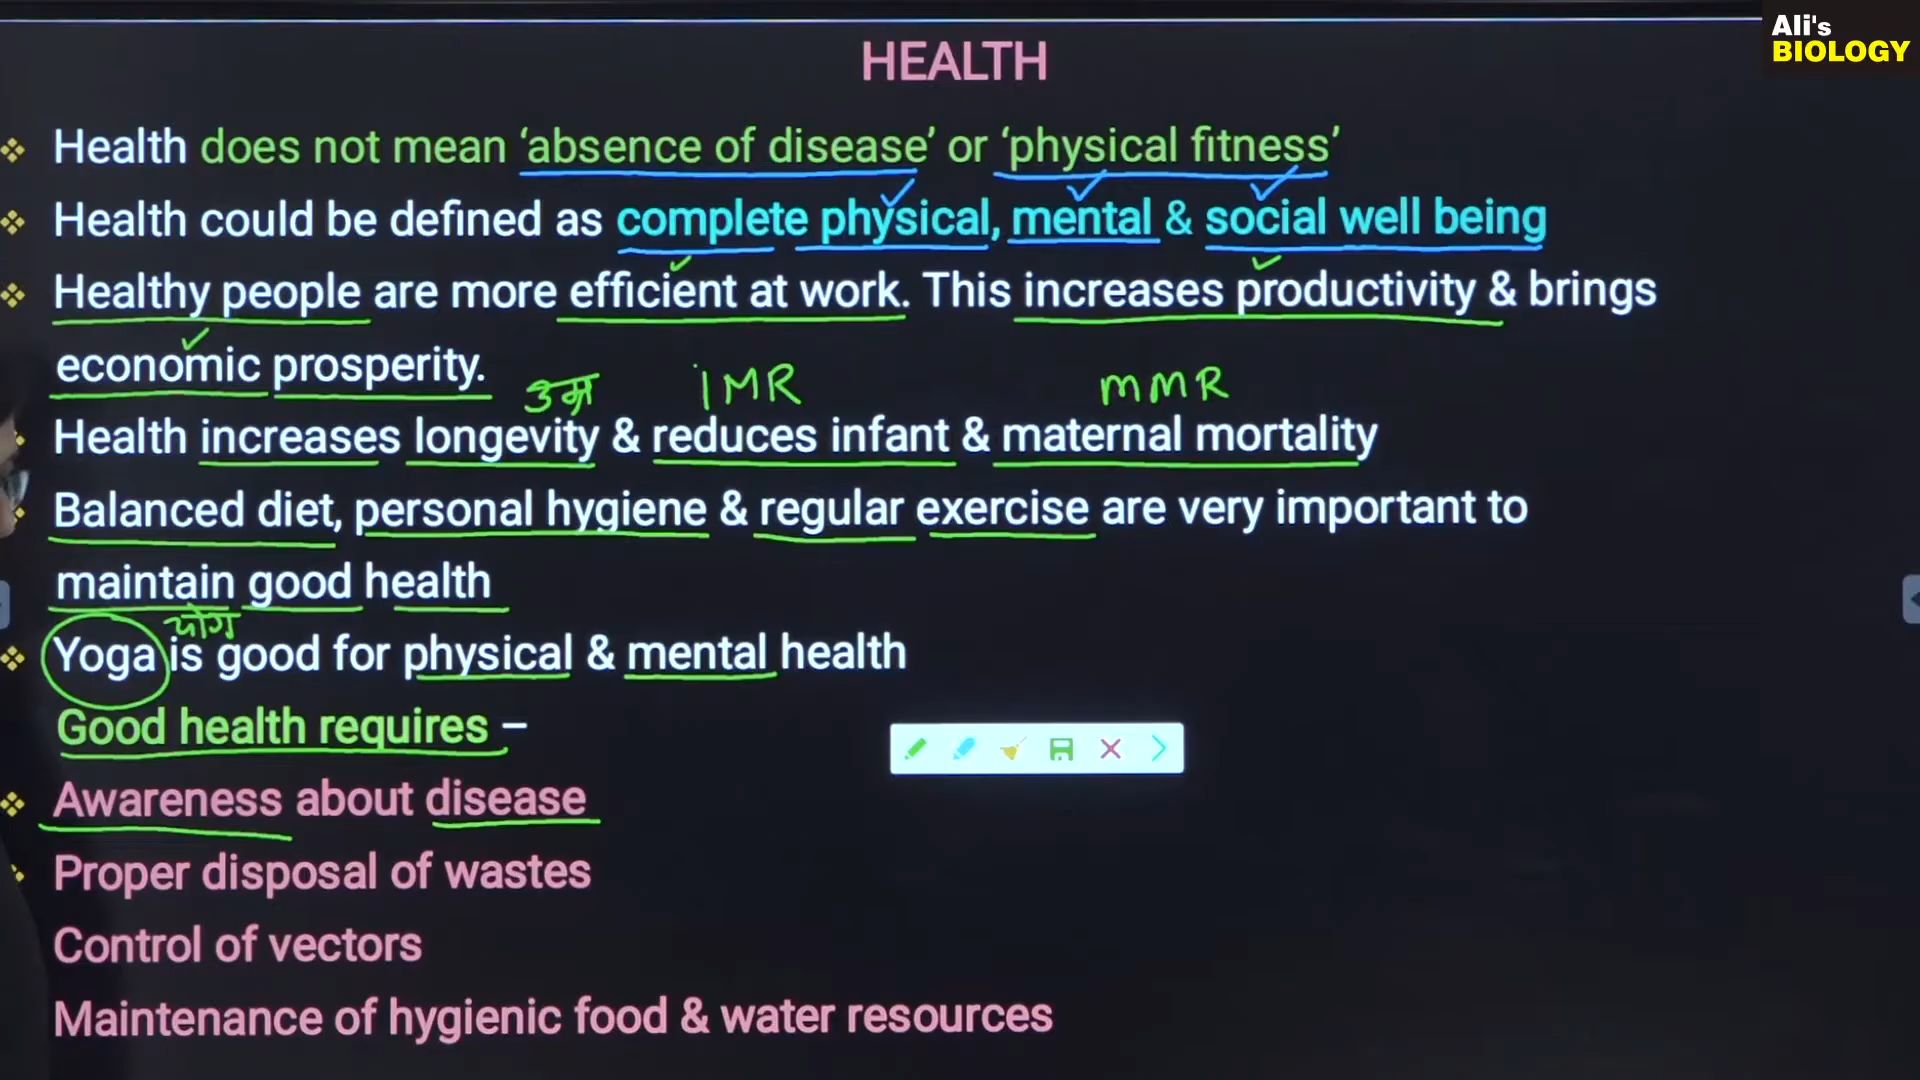 Ali's
BIOLOGY
HEALTH
Health does not mean ‘absence of disease’ or ‘physical fitness’
Health could be defined as complete physical, mental & social well being
Healthy people are more efficient at work. This increases productivity & brings
economic prosperity.
उम्र IMR MMR
Health increases longevity & reduces infant & maternal mortality
Balanced diet, personal hygiene & regular exercise are very important to
maintain good health
योग
Yoga is good for physical & mental health
Good health requires –
Awareness about disease
Proper disposal of wastes
Control of vectors
Maintenance of hygienic food & water resources